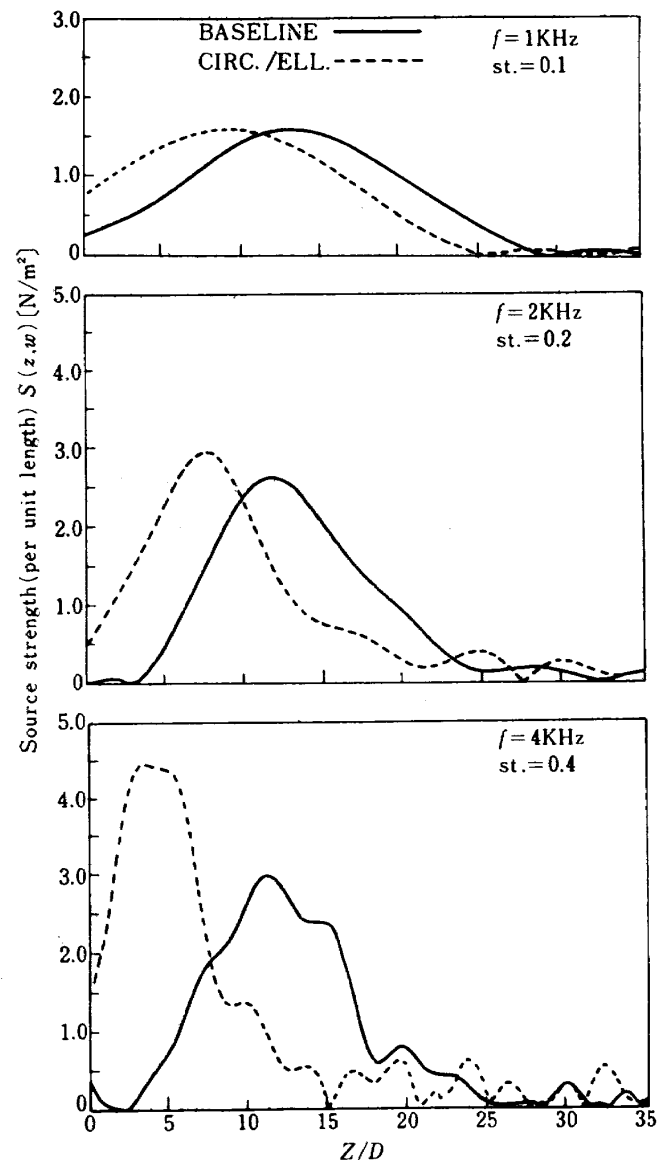 3.0
BASELINE
f=1KHz
CIRC./ELL.
st.=0.1
2.0
1.0
0
Source strength(per unit length) S(z,w) [N/m²]
5.0
f=2KHz
st.=0.2
4.0
3.0
2.0
1.0
0
5.0
f=4KHz
st.=0.4
4.0
3.0
2.0
1.0
0
0 5 10 15 20 25 30 35
Z/D